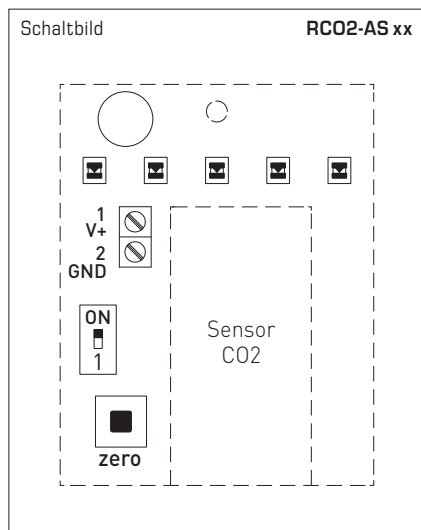 Schaltbild RCO2-AS xx
1
V+
2
GND
ON
1
Sensor
CO2
zero